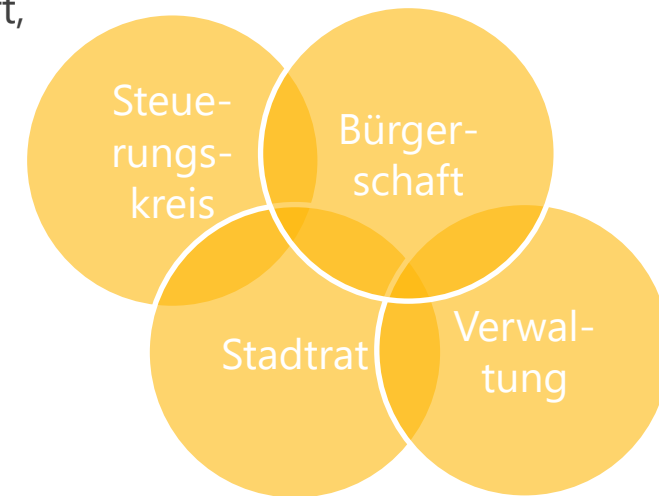 Steue-
rungs-
kreis
Bürger-
schaft
Stadtrat
Verwal-
tung